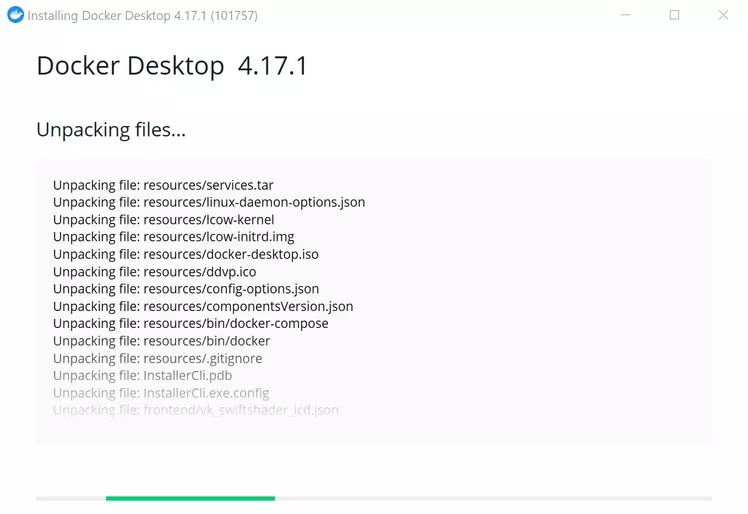 Installing Docker Desktop 4.17.1 (101757)
Docker Desktop 4.17.1
Unpacking files...
Unpacking file: resources/services.tar
Unpacking file: resources/linux-daemon-options.json
Unpacking file: resources/lcow-kernel
Unpacking file: resources/lcow-initrd.img
Unpacking file: resources/docker-desktop.iso
Unpacking file: resources/ddvp.ico
Unpacking file: resources/config-options.json
Unpacking file: resources/componentsVersion.json
Unpacking file: resources/bin/docker-compose
Unpacking file: resources/bin/docker
Unpacking file: resources/.gitignore
Unpacking file: InstallerCli.pdb
Unpacking file: InstallerCli.exe.config
Unpacking file: frontend/vk_swiftshader_icd.json